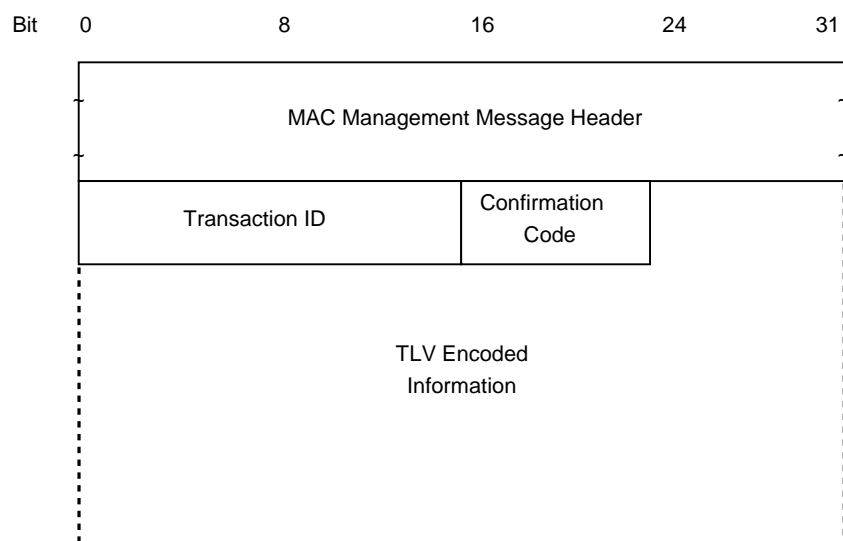 Bit 0 8 16 24 31
~ ~
MAC Management Message Header
~ ~
Transaction ID
Confirmation
Code
TLV Encoded
Information